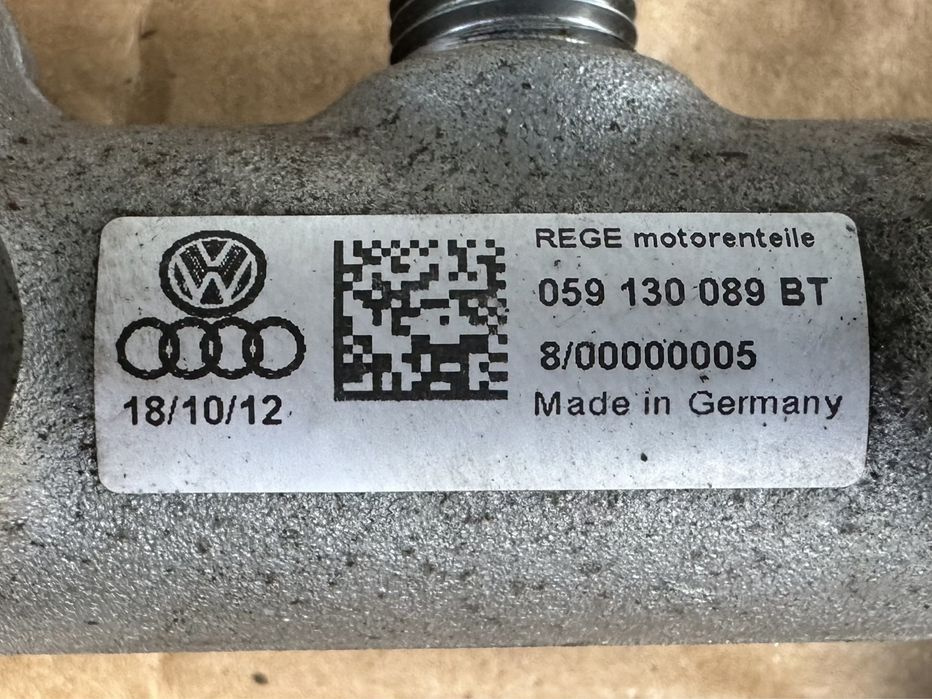 18/10/12
REGE motorenteile
059 130 089 BT
8/00000005
Made in Germany